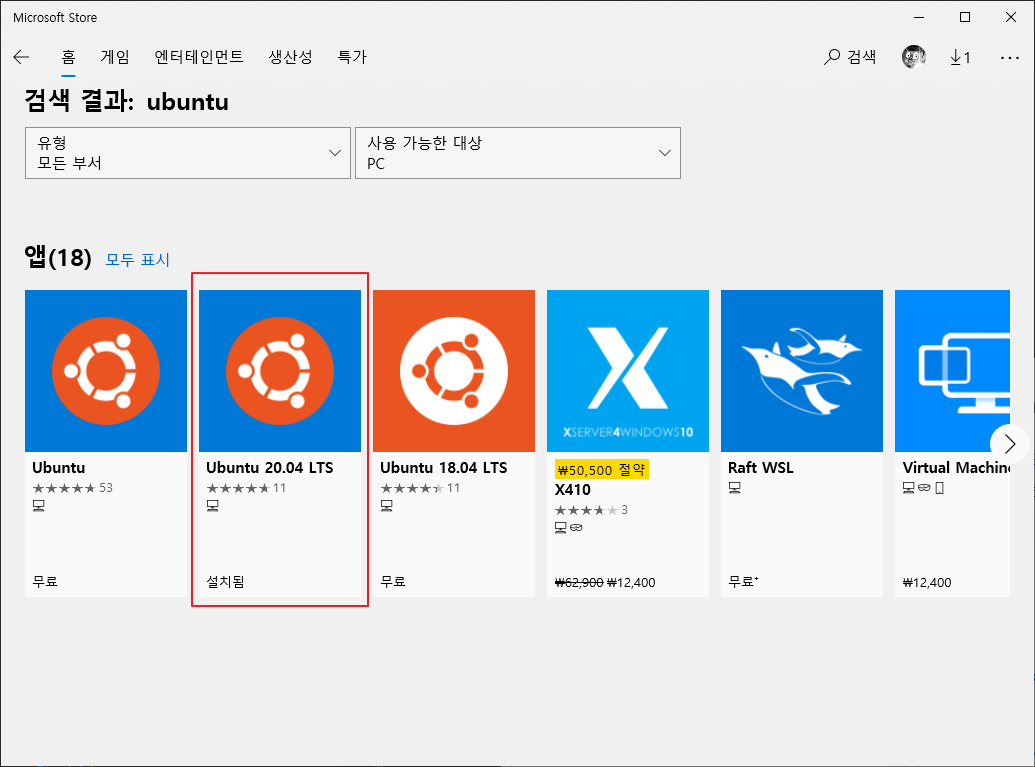 Microsoft Store
홈 게임 엔터테인먼트 생산성 특가 검색 1
검색 결과: ubuntu
유형
모든 부서
사용 가능한 대상
PC
앱(18) 모두 표시
Ubuntu
53
무료
Ubuntu 20.04 LTS
11
설치됨
Ubuntu 18.04 LTS
11
무료
XSERVER4WINDOWS10
₩50,500 절약
X410
3
₩62,900 ₩12,400
Raft WSL
무료+
Virtual Machine
₩12,400